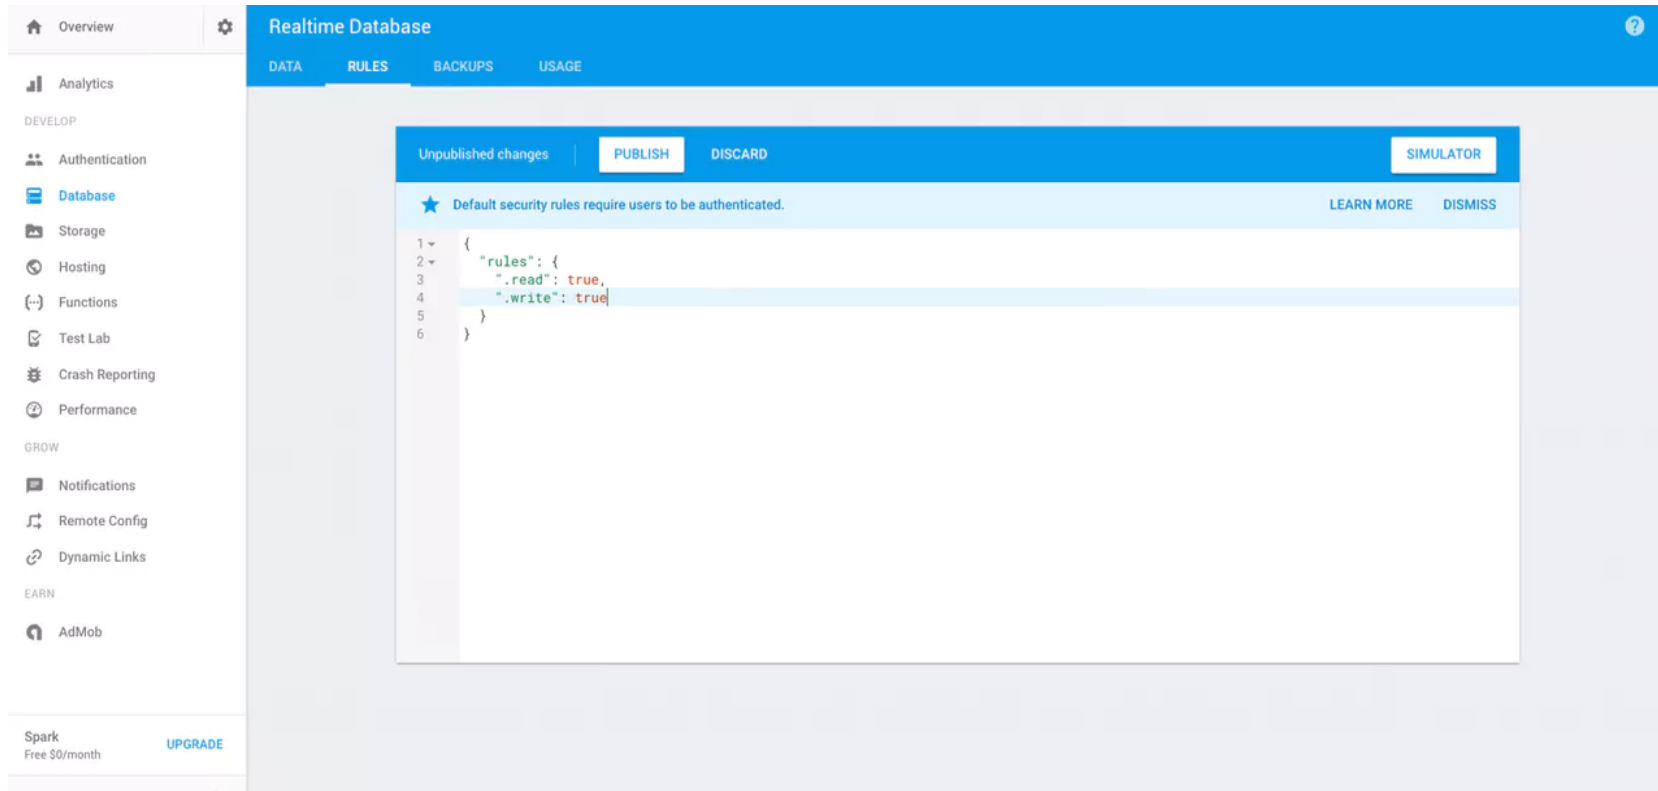 Overview
Analytics
DEVELOP
Authentication
Database
Storage
Hosting
Functions
Test Lab
Crash Reporting
Performance
GROW
Notifications
Remote Config
Dynamic Links
EARN
AdMob
Spark
Free $0/month
UPGRADE
Realtime Database
DATA RULES BACKUPS USAGE
Unpublished changes PUBLISH DISCARD SIMULATOR
Default security rules require users to be authenticated. LEARN MORE DISMISS
1 {
2 "rules": {
3 ".read": true,
4 ".write": true
5 }
6 }